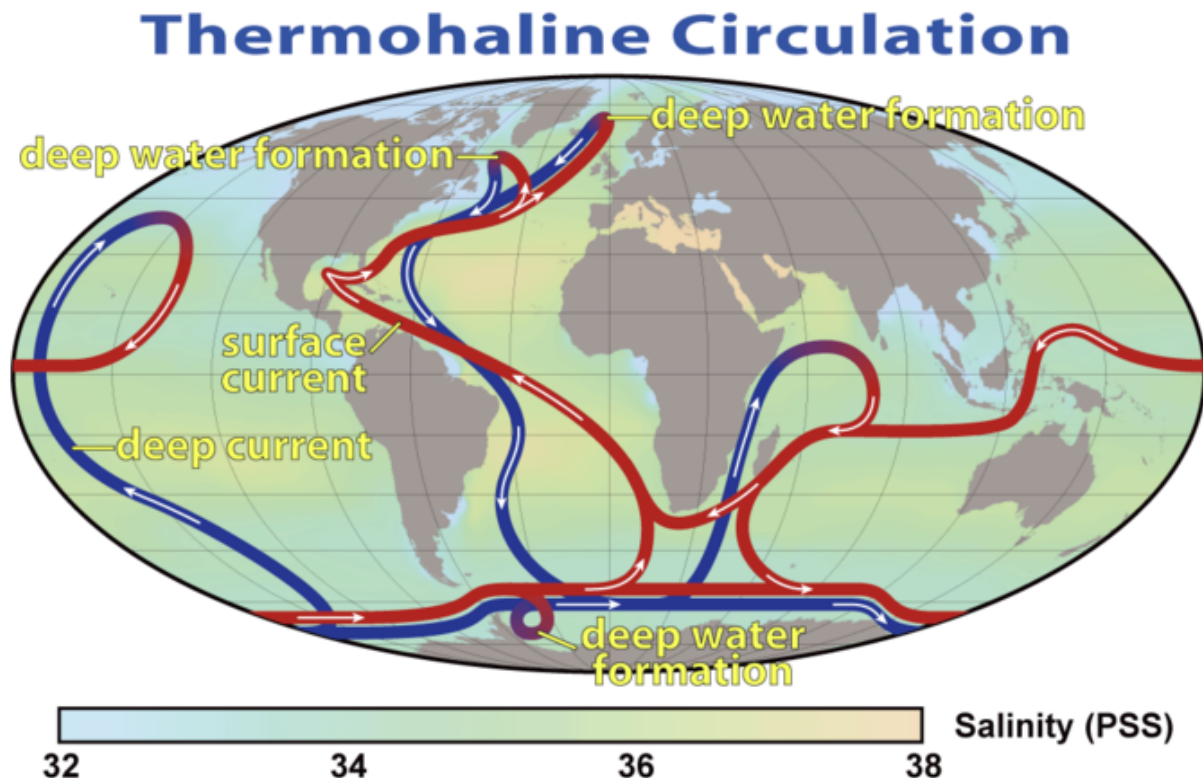 Thermohaline Circulation
deep water formation
deep water formation
surface
current
deep current
deep water
formation
32
34
36
38
Salinity (PSS)